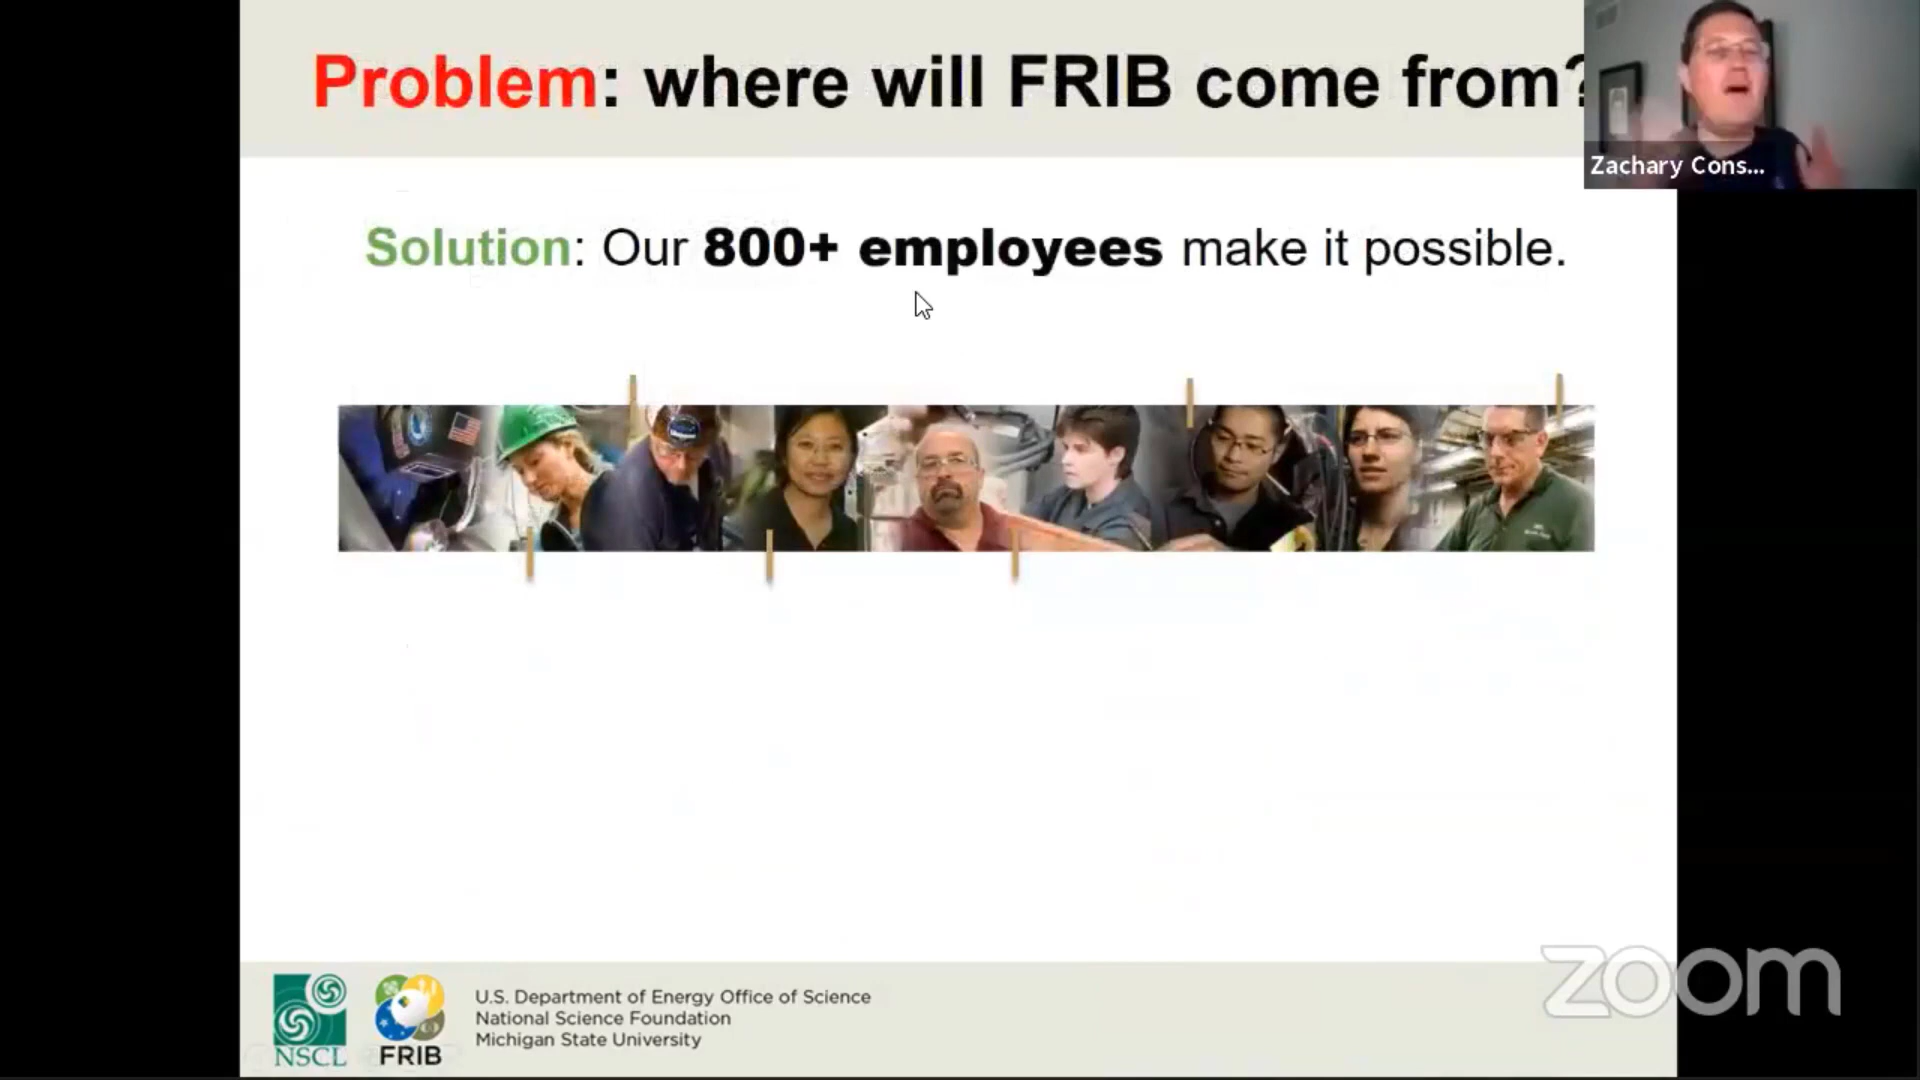 Problem: where will FRIB come from?
Zachary Cons...
Solution: Our 800+ employees make it possible.
NSCL
FRIB
U.S. Department of Energy Office of Science
National Science Foundation
Michigan State University
zoom